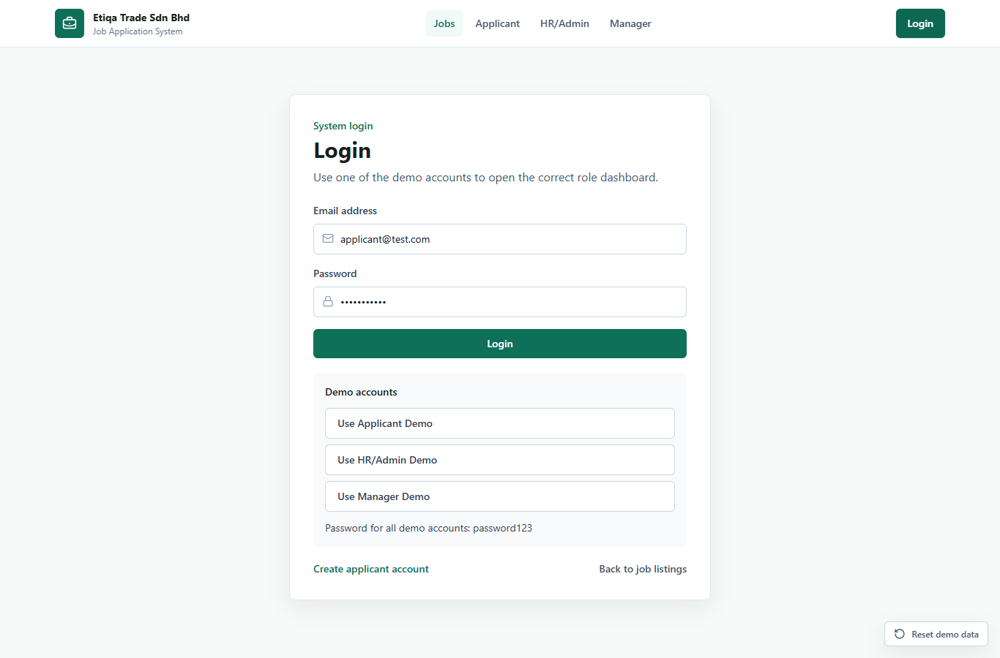 Etiqa Trade Sdn Bhd
Job Application System
Jobs
Applicant
HR/Admin
Manager
Login
System login
Login
Use one of the demo accounts to open the correct role dashboard.
Email address
applicant@test.com
Password
•••••••••••
Login
Demo accounts
Use Applicant Demo
Use HR/Admin Demo
Use Manager Demo
Password for all demo accounts: password123
Create applicant account
Back to job listings
Reset demo data